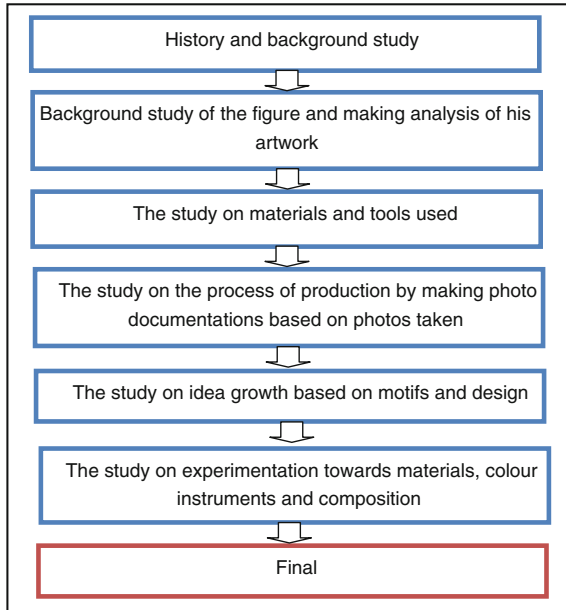 History and background study
Background study of the figure and making analysis of his
artwork
The study on materials and tools used
The study on the process of production by making photo
documentations based on photos taken
The study on idea growth based on motifs and design
The study on experimentation towards materials, colour
instruments and composition
Final